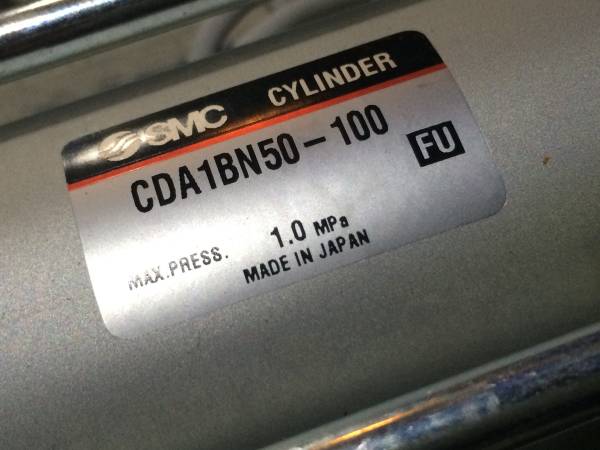 SMC CYLINDER
CDA1BN50-100 FU
MAX.PRESS. 1.0 MPa
MADE IN JAPAN